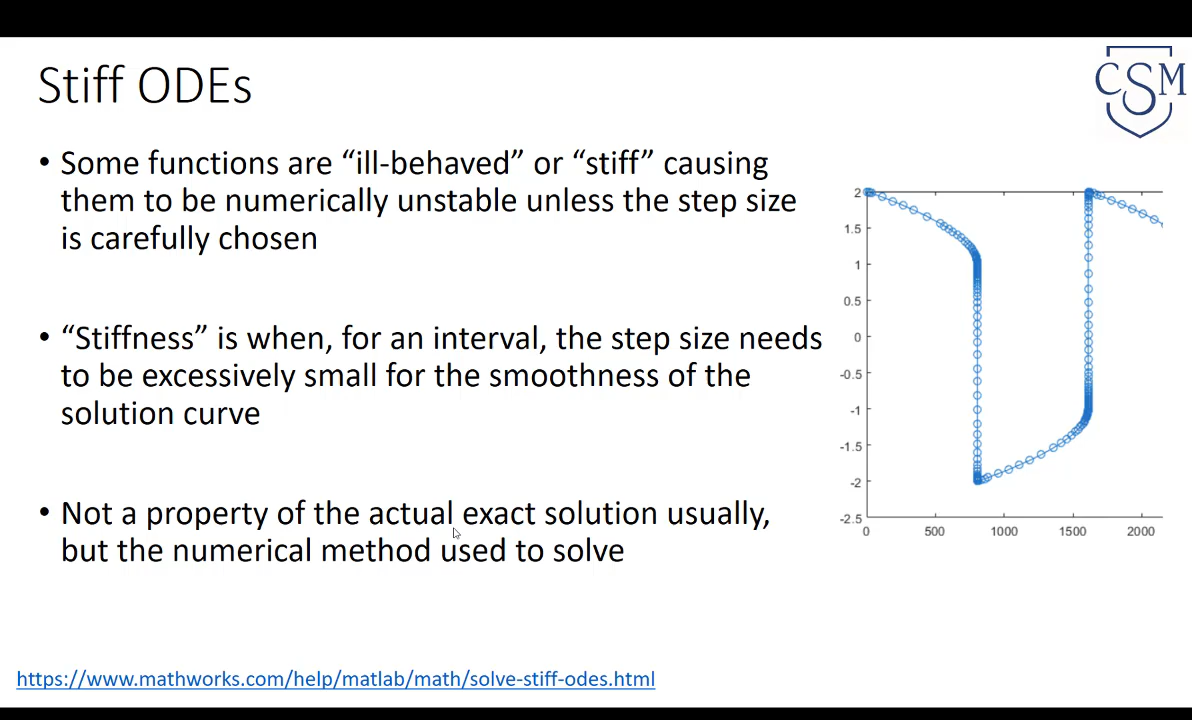 Stiff ODEs
CSM
• Some functions are “ill-behaved” or “stiff” causing
them to be numerically unstable unless the step size
is carefully chosen
• “Stiffness” is when, for an interval, the step size needs
to be excessively small for the smoothness of the
solution curve
• Not a property of the actual exact solution usually,
but the numerical method used to solve
2
1.5
1
0.5
0
-0.5
-1
-1.5
-2
-2.5
0 500 1000 1500 2000
https://www.mathworks.com/help/matlab/math/solve-stiff-odes.html